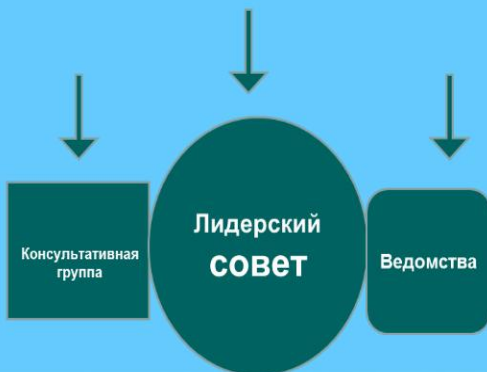 Консультативная
группа
Лидерский
совет
Ведомства